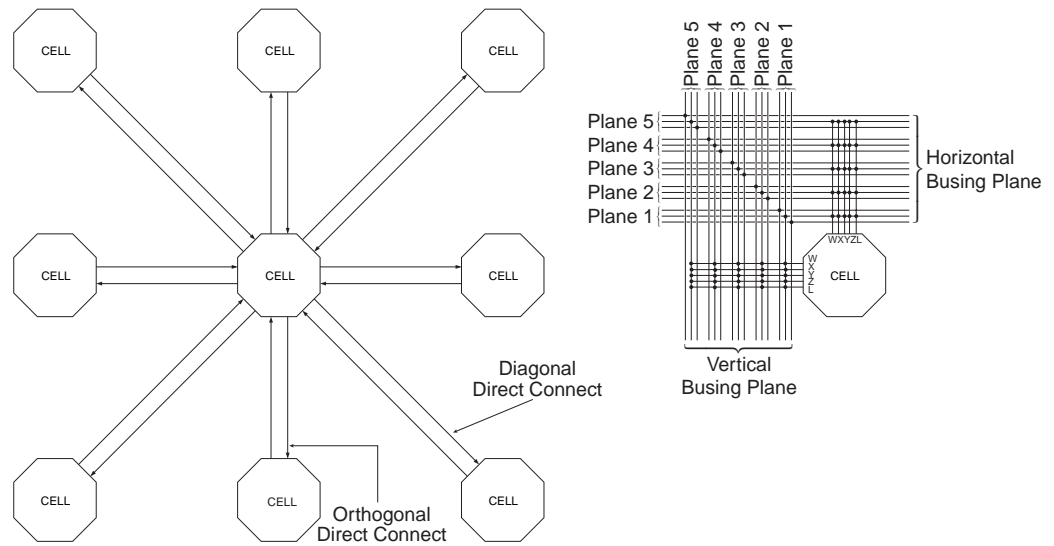 CELL
CELL
CELL
CELL
CELL
CELL
CELL
CELL
CELL
Diagonal
Direct Connect
Orthogonal
Direct Connect
Plane 5
Plane 4
Plane 3
Plane 2
Plane 1
Plane 5
Plane 4
Plane 3
Plane 2
Plane 1
Horizontal
Busing Plane
WXYZL
W
X
Y
Z
L
CELL
Vertical
Busing Plane